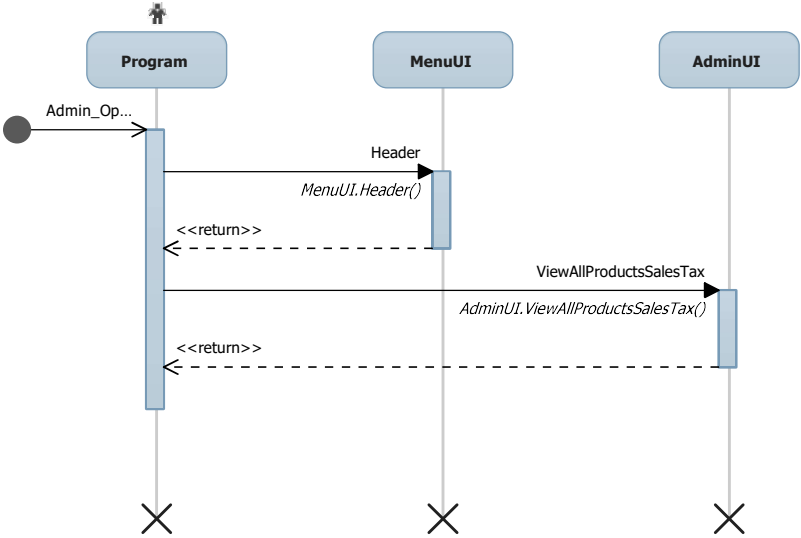 Program
MenuUI
AdminUI
Admin_Op...
Header
MenuUI.Header()
<<return>>
ViewAllProductsSalesTax
AdminUI.ViewAllProductsSalesTax()
<<return>>